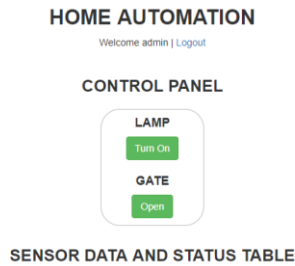 HOME AUTOMATION
Welcome admin | Logout
CONTROL PANEL
LAMP
Turn On
GATE
Open
SENSOR DATA AND STATUS TABLE